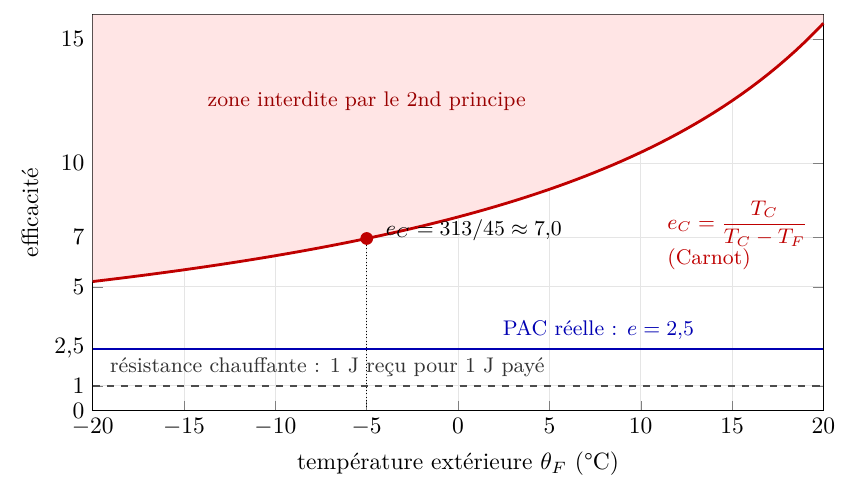 15
zone interdite par le 2nd principe
10
efficacité
e_C = T_C / (T_C − T_F)
(Carnot)
7
e_C = 313/45 ≈ 7,0
5
PAC réelle : e = 2,5
2,5
résistance chauffante : 1 J reçu pour 1 J payé
1
0
−20 −15 −10 −5 0 5 10 15 20
température extérieure θ_F (°C)